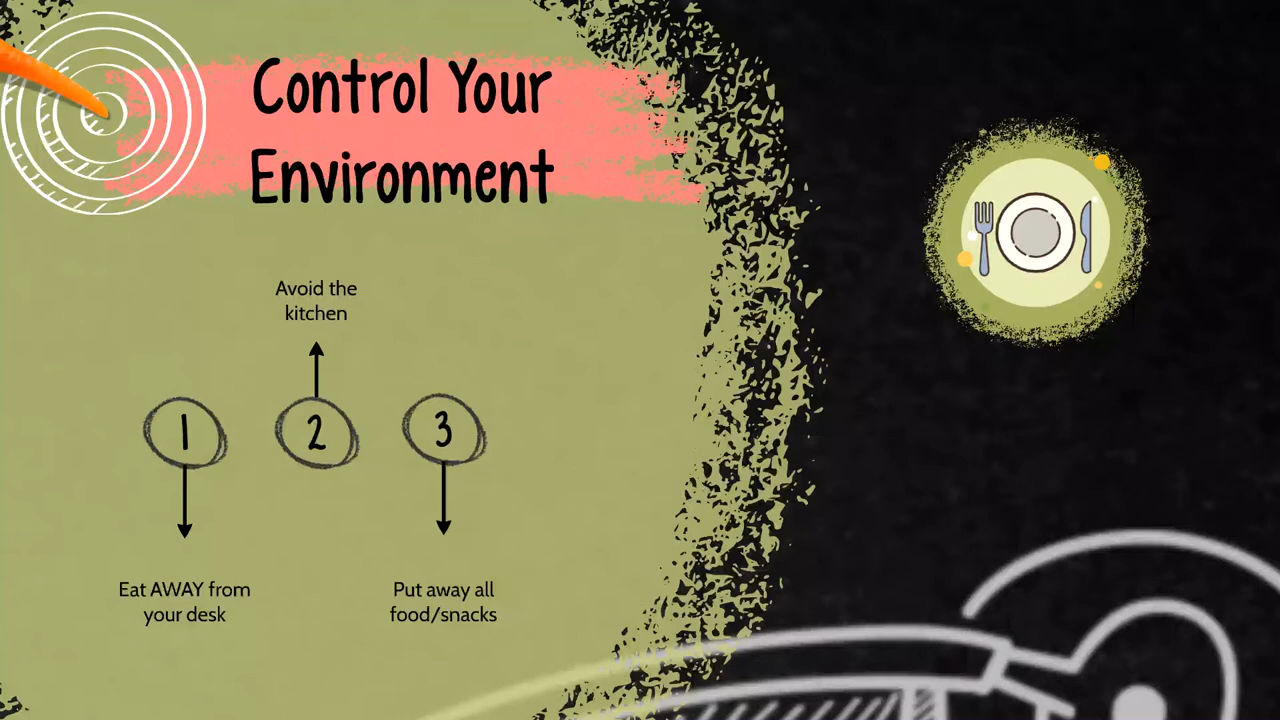 Control Your
Environment
Avoid the
kitchen
1
2
3
Eat AWAY from
your desk
Put away all
food/snacks